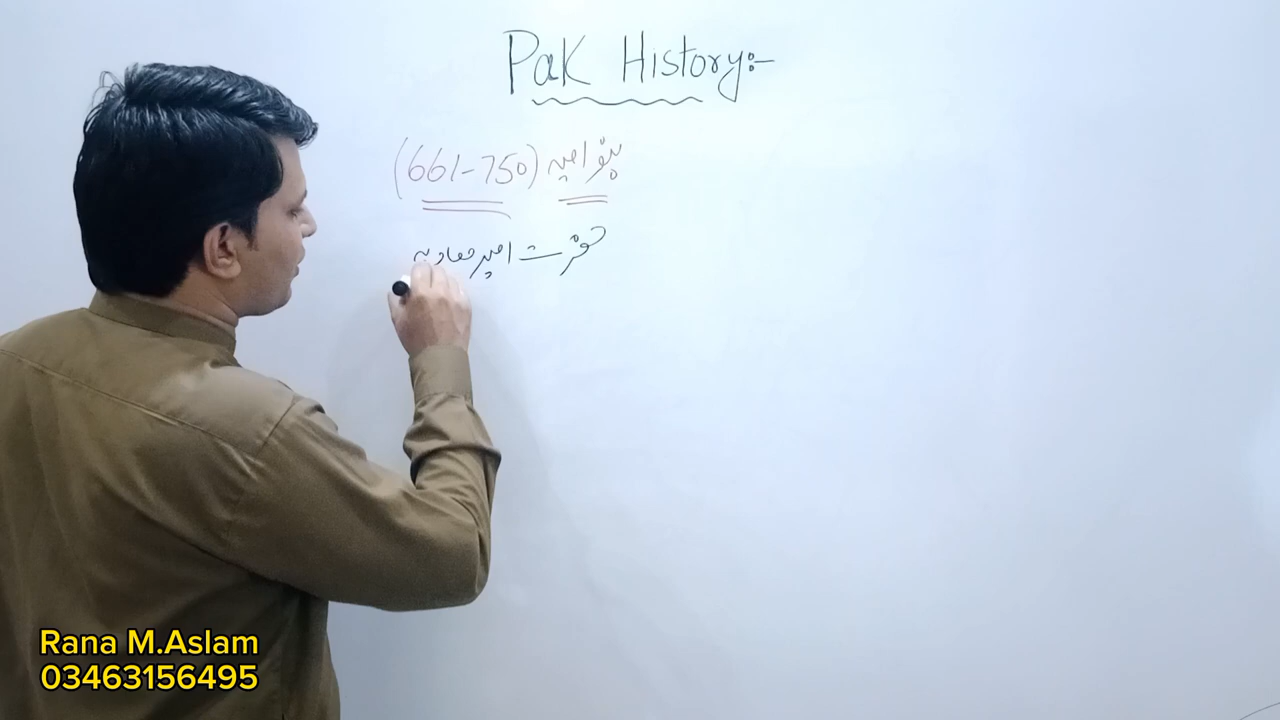 Pak History:-
بنو امیہ (661-750)
حضرت امیر معاویہ
Rana M.Aslam
03463156495